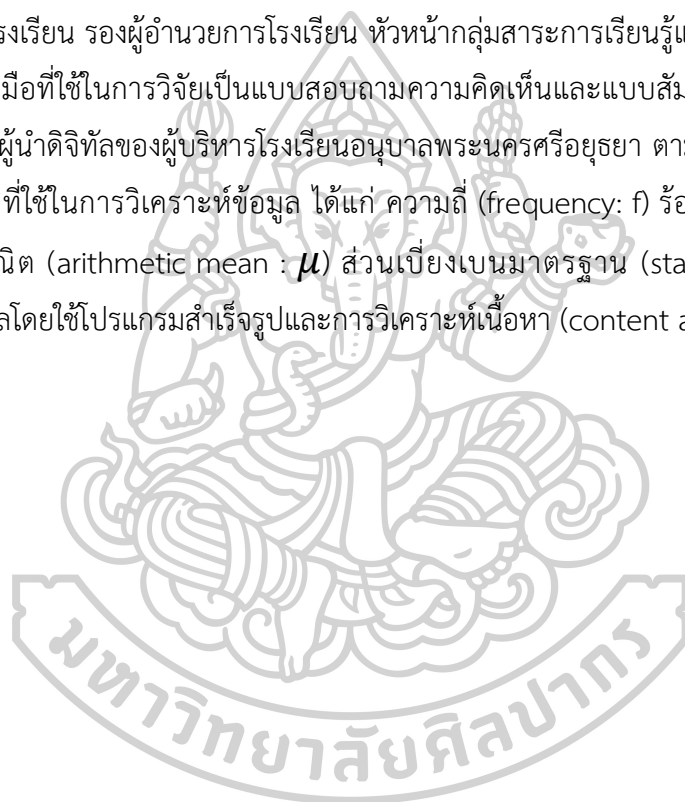 รงเรียน รองผู้อำนวยการโรงเรียน หัวหน้ากลุ่มสาระการเรียนรู้แ
มือที่ใช้ในการวิจัยเป็นแบบสอบถามความคิดเห็นและแบบสัม
ผู้นำดิจิทัลของผู้บริหารโรงเรียนอนุบาลพระนครศรีอยุธยา ตา
ที่ใช้ในการวิเคราะห์ข้อมูล ได้แก่ ความถี่ (frequency: f) ร้อ
ณิต (arithmetic mean : μ) ส่วนเบี่ยงเบนมาตรฐาน (sta
ลโดยใช้โปรแกรมสำเร็จรูปและการวิเคราะห์เนื้อหา (content a
มหาวิทยาลัยศิลปากร